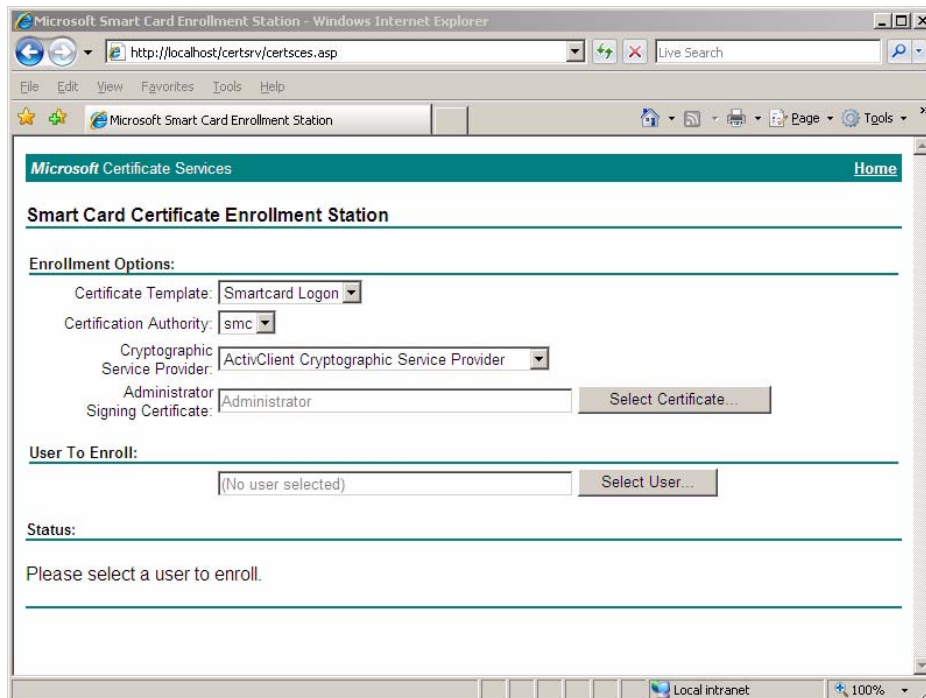 Microsoft Smart Card Enrollment Station - Windows Internet Explorer
http://localhost/certsrv/certsces.asp
Live Search
File Edit View Favorites Tools Help
Microsoft Smart Card Enrollment Station
Page Tools
Microsoft Certificate Services Home
Smart Card Certificate Enrollment Station
Enrollment Options:
Certificate Template: Smartcard Logon
Certification Authority: smc
Cryptographic
Service Provider: ActivClient Cryptographic Service Provider
Administrator
Signing Certificate: Administrator Select Certificate...
User To Enroll:
(No user selected) Select User...
Status:
Please select a user to enroll.
Local intranet 100%